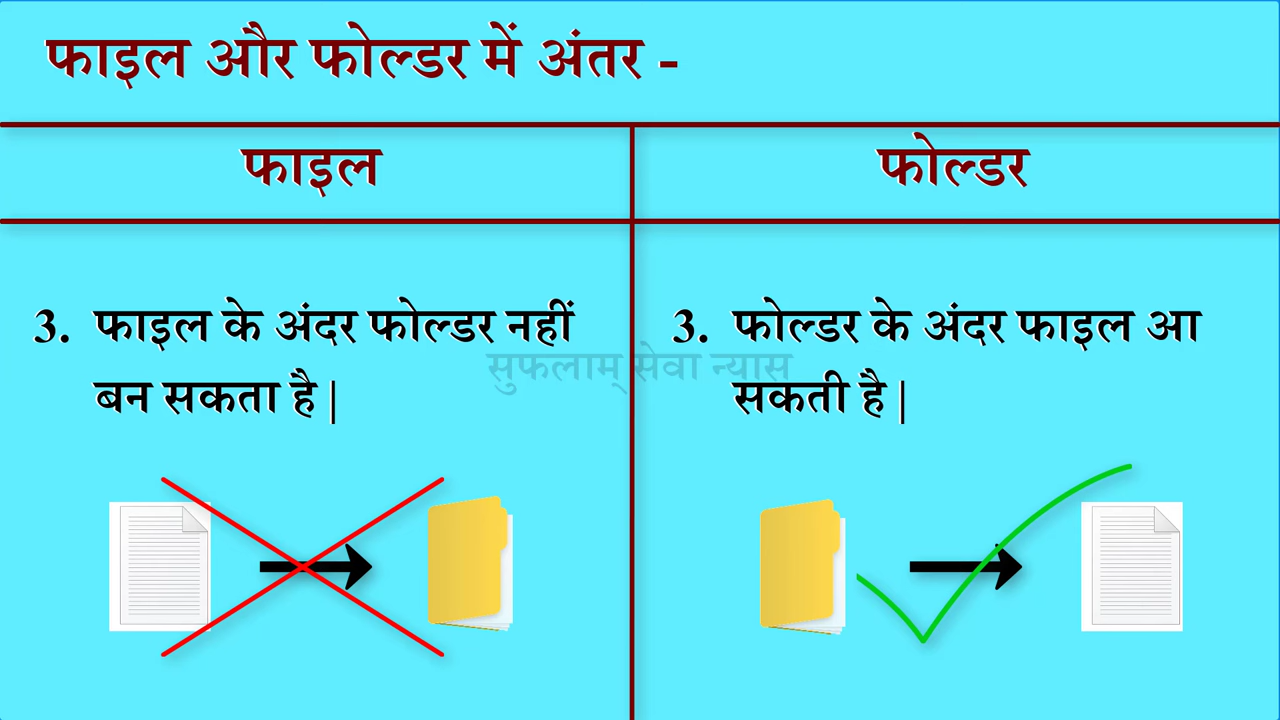 फाइल और फोल्डर में अंतर -
फाइल
फोल्डर
3. फाइल के अंदर फोल्डर नहीं
बन सकता है |
3. फोल्डर के अंदर फाइल आ
सकती है |
सुफलाम् सेवा न्यास